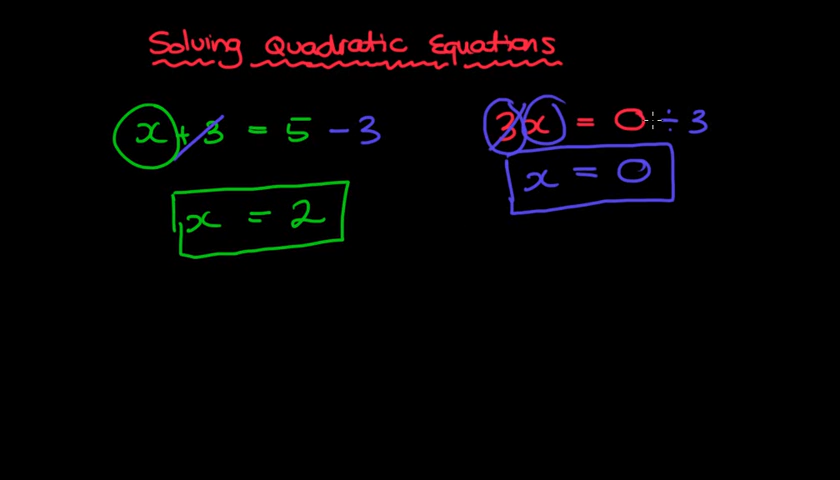 Solving Quadratic Equations
x + 3 = 5 - 3
x = 2
3x = 0 ÷ 3
x = 0